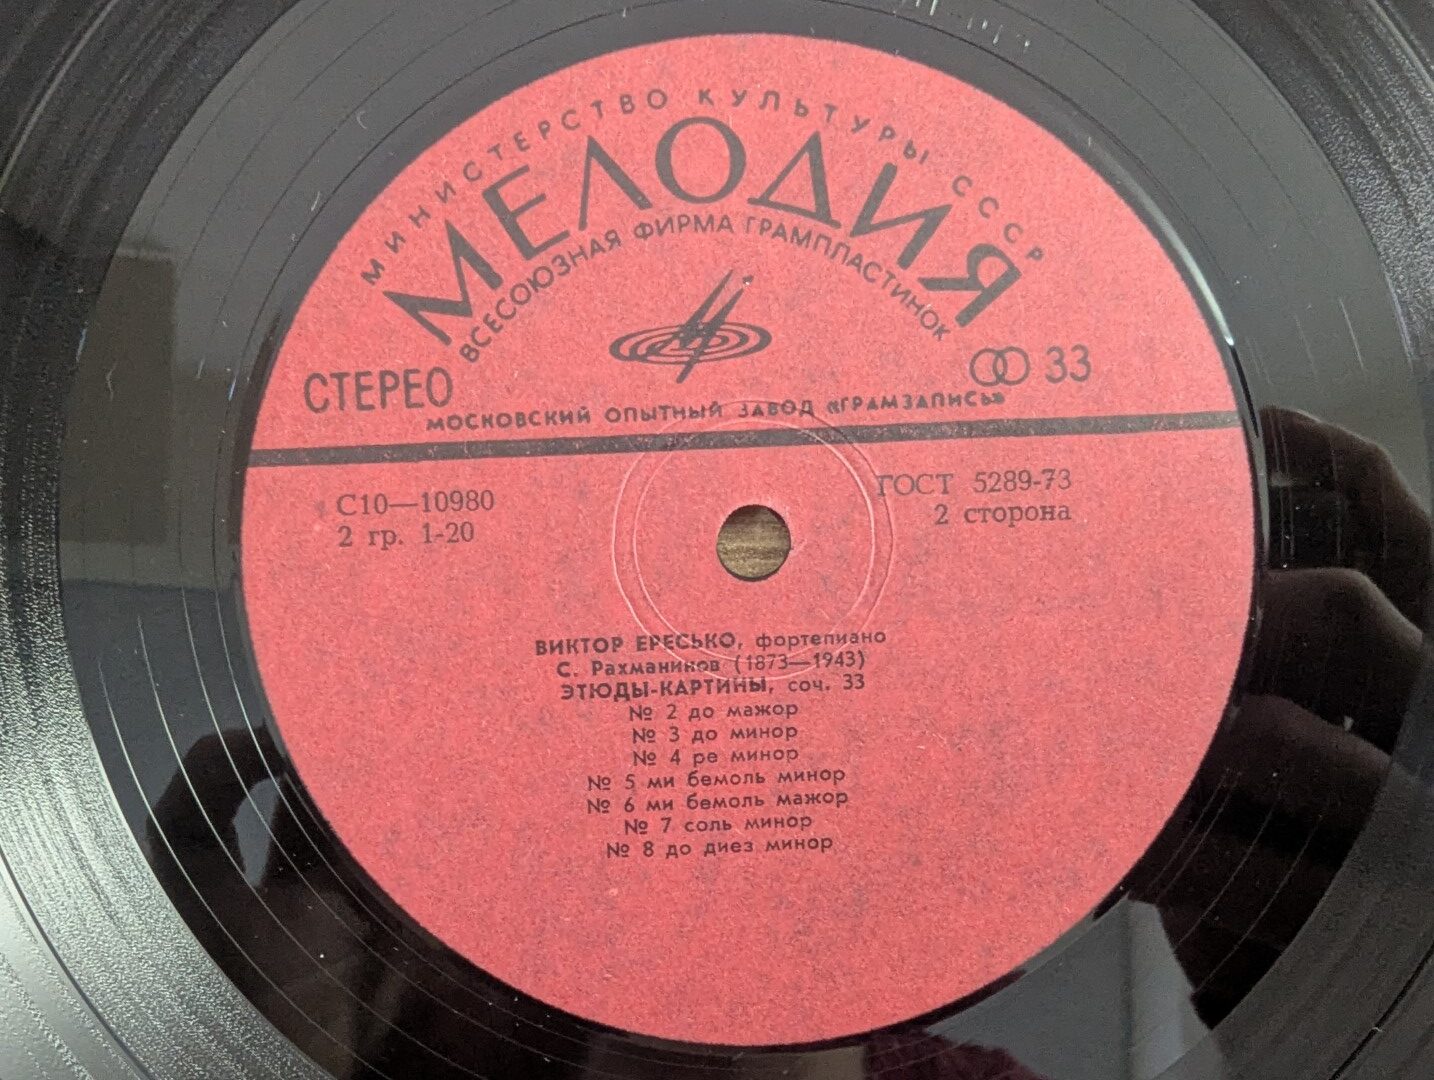 МИНИСТЕРСТВО КУЛЬТУРЫ СССР
МЕЛОДИЯ
ВСЕСОЮЗНАЯ ФИРМА ГРАМПЛАСТИНОК
СТЕРЕО
33
МОСКОВСКИЙ ОПЫТНЫЙ ЗАВОД «ГРАМЗАПИСЬ»
С10—10980
2 гр. 1-20
ГОСТ 5289-73
2 сторона
ВИКТОР ЕРЕСЬКО, фортепиано
С. Рахманинов (1873—1943)
ЭТЮДЫ-КАРТИНЫ, соч. 33
№ 2 до мажор
№ 3 до минор
№ 4 ре минор
№ 5 ми бемоль минор
№ 6 ми бемоль мажор
№ 7 соль минор
№ 8 до диез минор